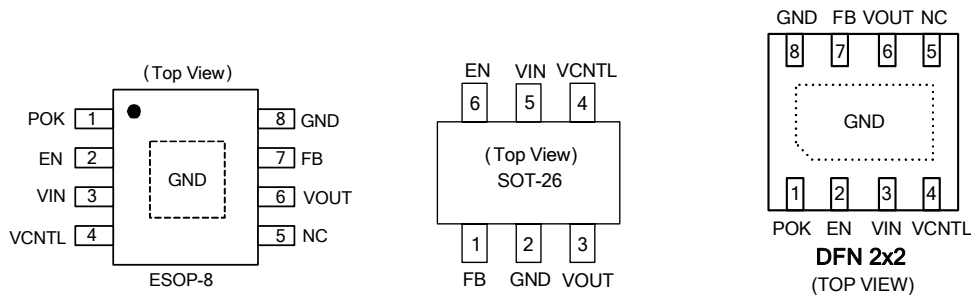 (Top View)
POK 1
EN 2
VIN 3
VCNTL 4
GND
8 GND
7 FB
6 VOUT
5 NC
ESOP-8
EN VIN VCNTL
6 5 4
(Top View)
SOT-26
1 2 3
FB GND VOUT
GND FB VOUT NC
8 7 6 5
GND
1 2 3 4
POK EN VIN VCNTL
DFN 2x2
(TOP VIEW)